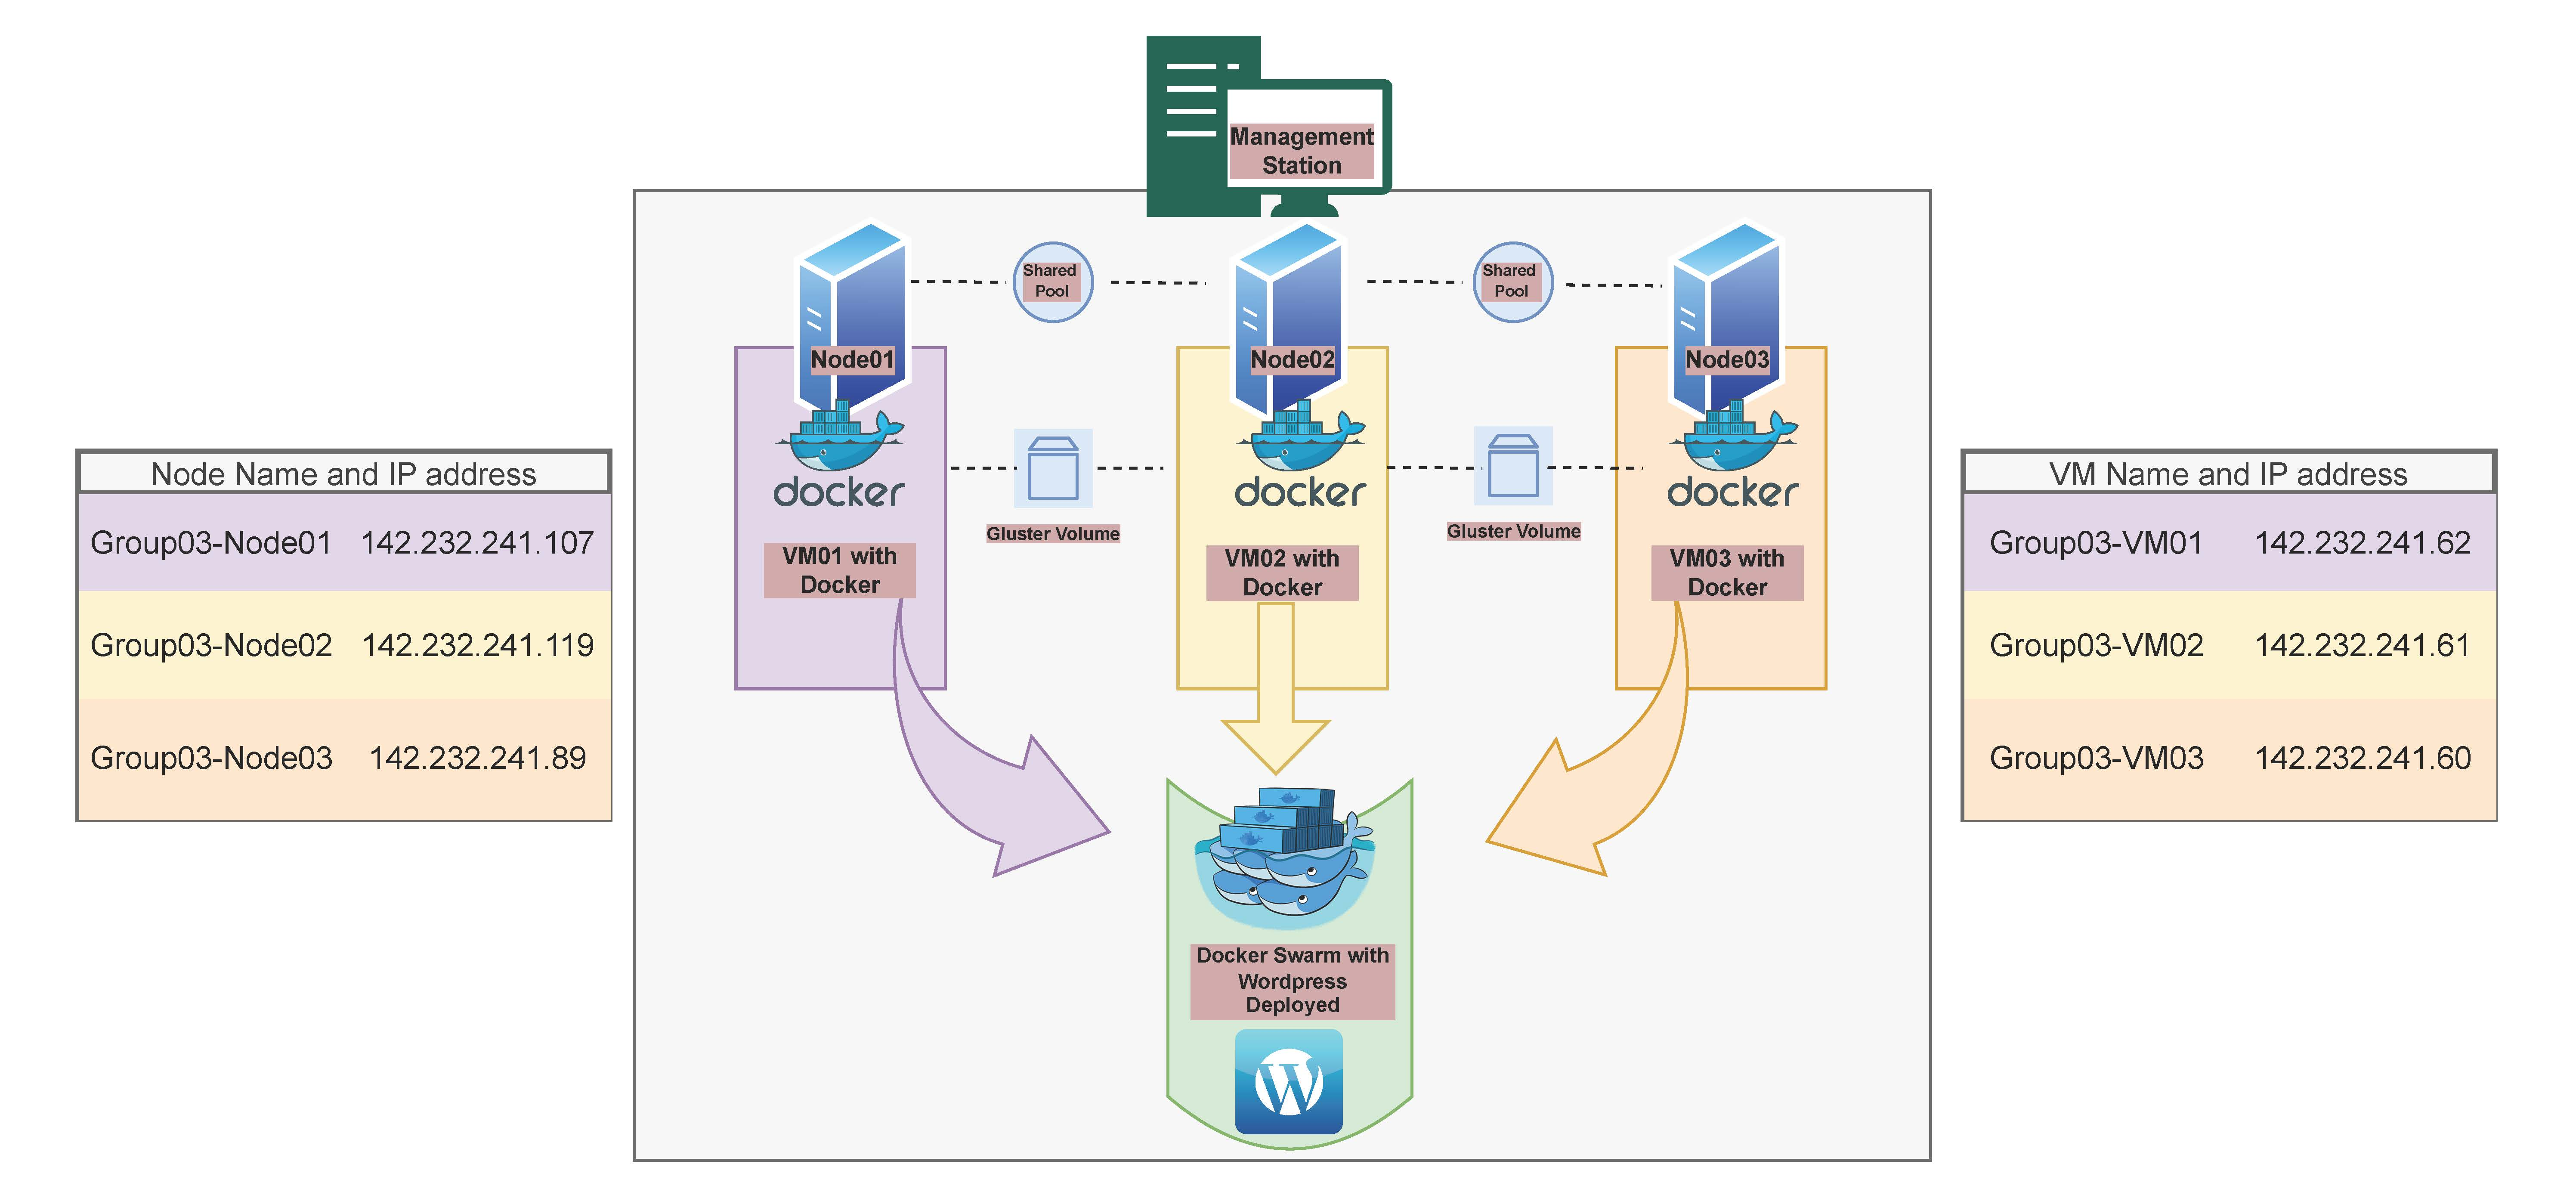 Management
Station
Shared
Pool
Shared
Pool
Node01
Node02
Node03
docker
docker
docker
Gluster Volume
Gluster Volume
VM01 with
Docker
VM02 with
Docker
VM03 with
Docker
Docker Swarm with
Wordpress
Deployed
Node Name and IP address
Group03-Node01 142.232.241.107
Group03-Node02 142.232.241.119
Group03-Node03 142.232.241.89
VM Name and IP address
Group03-VM01 142.232.241.62
Group03-VM02 142.232.241.61
Group03-VM03 142.232.241.60